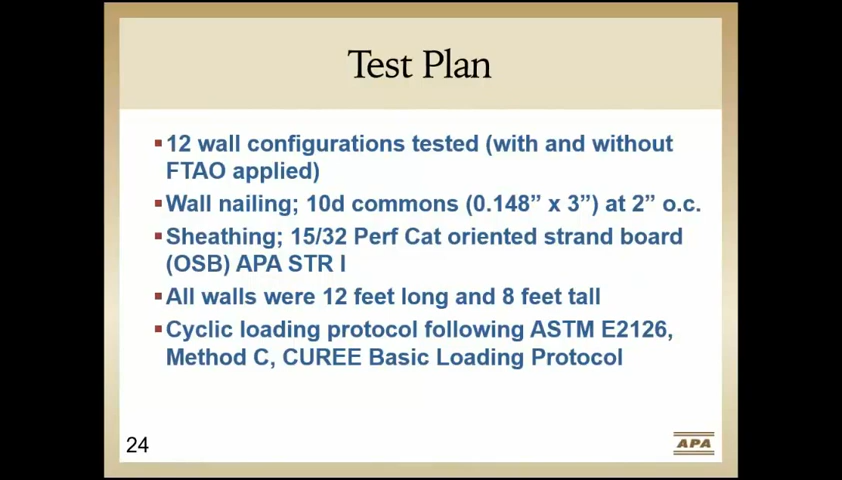 Test Plan
12 wall configurations tested (with and without
FTAO applied)
Wall nailing; 10d commons (0.148” x 3”) at 2” o.c.
Sheathing; 15/32 Perf Cat oriented strand board
(OSB) APA STR I
All walls were 12 feet long and 8 feet tall
Cyclic loading protocol following ASTM E2126,
Method C, CUREE Basic Loading Protocol
24
APA